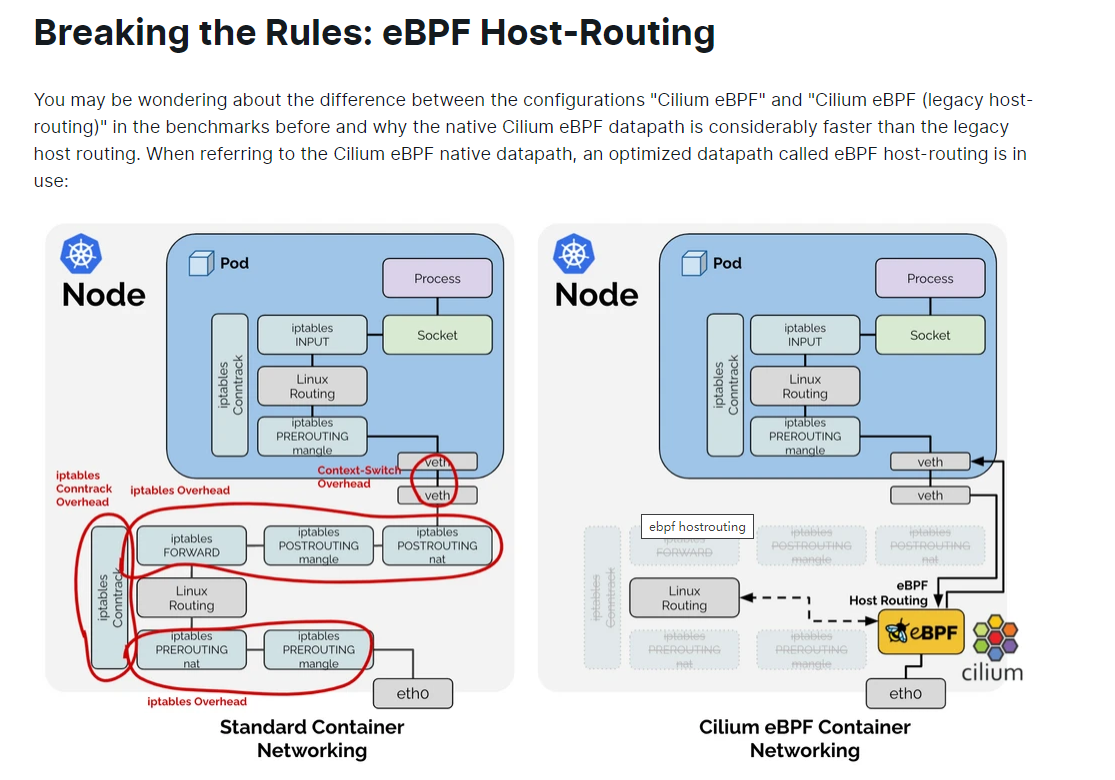 Breaking the Rules: eBPF Host-Routing
You may be wondering about the difference between the configurations "Cilium eBPF" and "Cilium eBPF (legacy host-
routing)" in the benchmarks before and why the native Cilium eBPF datapath is considerably faster than the legacy
host routing. When referring to the Cilium eBPF native datapath, an optimized datapath called eBPF host-routing is in
use:
Node
Pod
Process
iptables
INPUT
Socket
iptables
Conntrack
Linux
Routing
iptables
PREROUTING
mangle
veth
Context-Switch
Overhead
veth
iptables
Conntrack
Overhead
iptables Overhead
iptables
Conntrack
iptables
FORWARD
iptables
POSTROUTING
mangle
iptables
POSTROUTING
nat
Linux
Routing
iptables
PREROUTING
nat
iptables
PREROUTING
mangle
iptables Overhead
eth0
Standard Container
Networking
Node
Pod
Process
iptables
INPUT
Socket
iptables
Conntrack
Linux
Routing
iptables
PREROUTING
mangle
veth
veth
ebpf hostrouting
iptables
Conntrack
iptables
FORWARD
iptables
POSTROUTING
mangle
iptables
POSTROUTING
nat
Linux
Routing
eBPF
Host Routing
eBPF
iptables
PREROUTING
nat
iptables
PREROUTING
mangle
cilium
eth0
Cilium eBPF Container
Networking